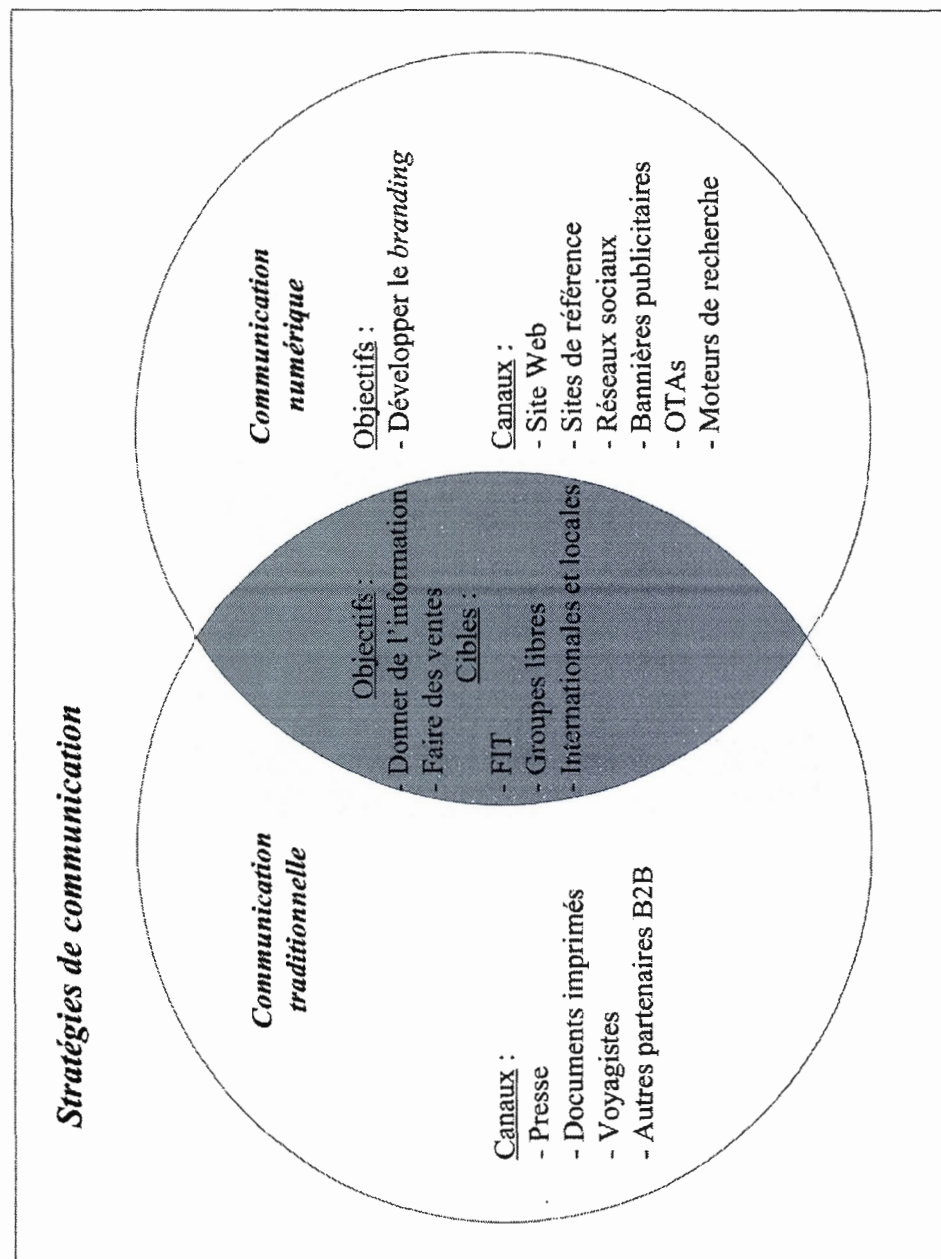 Stratégies de communication
Communication
traditionnelle
Canaux :
- Presse
- Documents imprimés
- Voyagistes
- Autres partenaires B2B
Objectifs :
- Donner de l'information
- Faire des ventes
Cibles :
- FIT
- Groupes libres
- Internationales et locales
Communication
numérique
Objectifs :
- Développer le branding
Canaux :
- Site Web
- Sites de référence
- Réseaux sociaux
- Bannières publicitaires
- OTAs
- Moteurs de recherche